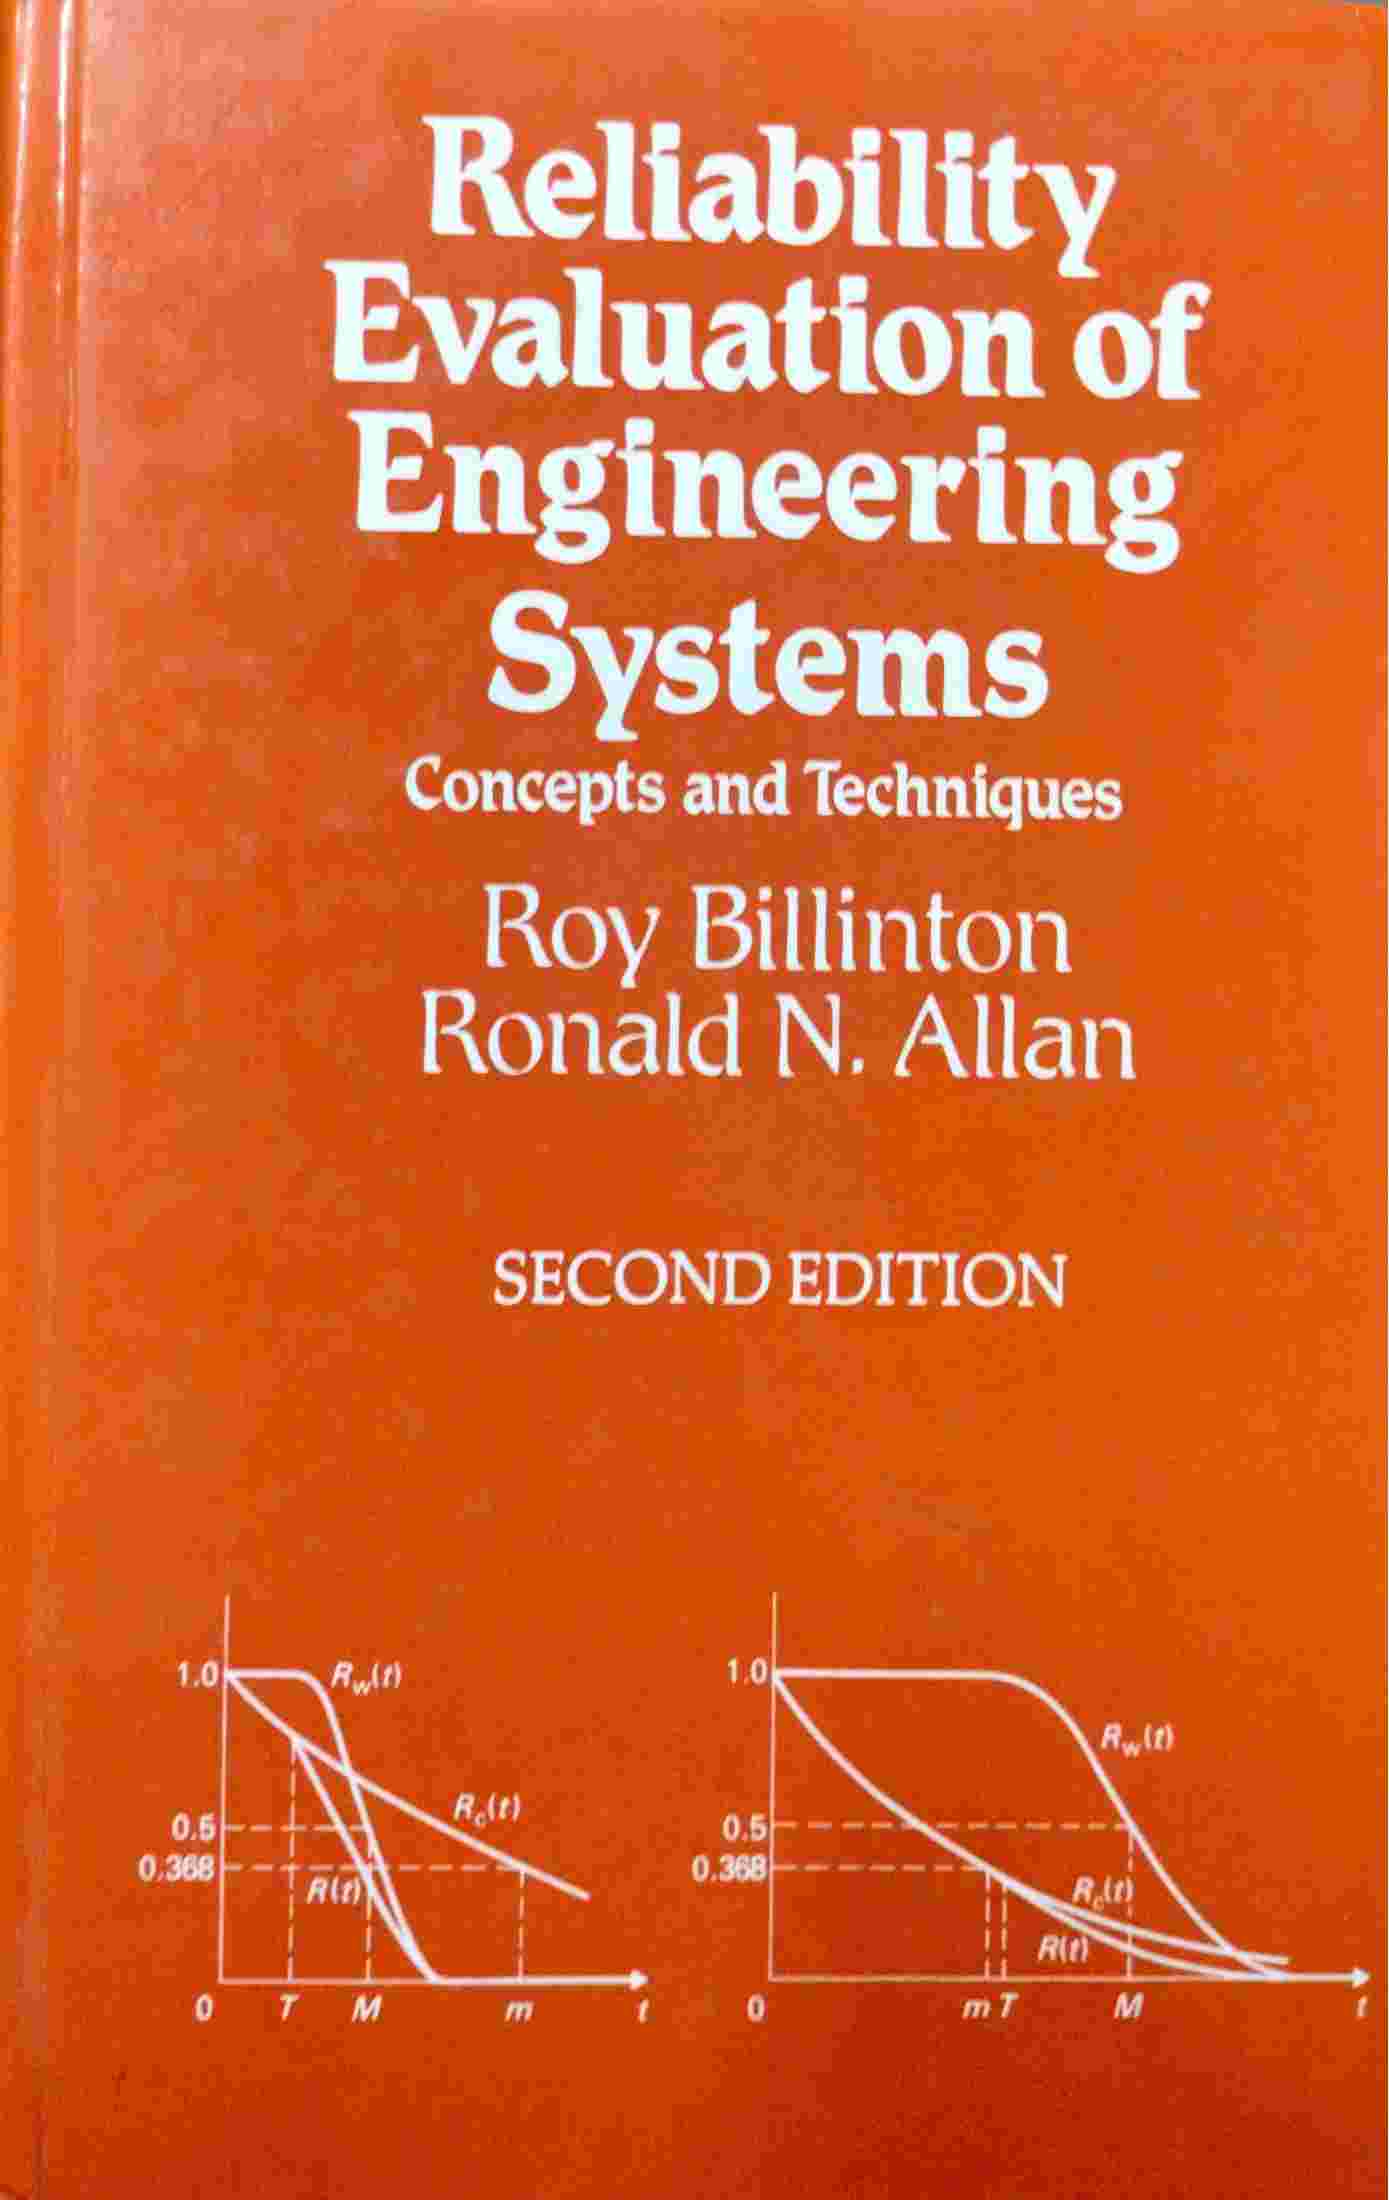 Reliability
Evaluation of
Engineering
Systems
Concepts and Techniques
Roy Billinton
Ronald N. Allan
SECOND EDITION
1.0
R_w(t)
R_c(t)
0.5
0.368
R(t)
0 T M m t
1.0
R_w(t)
0.5
0.368
R_c(t)
R(t)
0 m T M t